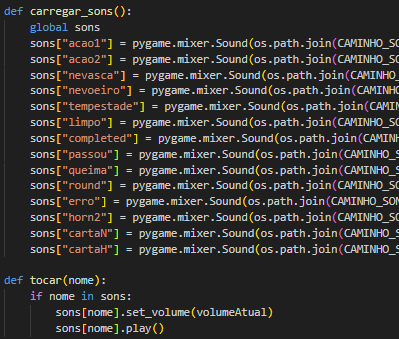 def carregar_sons():
    global sons
    sons["acao1"] = pygame.mixer.Sound(os.path.join(CAMINHO_SO
    sons["acao2"] = pygame.mixer.Sound(os.path.join(CAMINHO_SO
    sons["nevasca"] = pygame.mixer.Sound(os.path.join(CAMINHO_
    sons["nevoeiro"] = pygame.mixer.Sound(os.path.join(CAMINHO
    sons["tempestade"] = pygame.mixer.Sound(os.path.join(CAMIN
    sons["limpo"] = pygame.mixer.Sound(os.path.join(CAMINHO_SO
    sons["completed"] = pygame.mixer.Sound(os.path.join(CAMINH
    sons["passou"] = pygame.mixer.Sound(os.path.join(CAMINHO_S
    sons["queima"] = pygame.mixer.Sound(os.path.join(CAMINHO_S
    sons["round"] = pygame.mixer.Sound(os.path.join(CAMINHO_SO
    sons["erro"] = pygame.mixer.Sound(os.path.join(CAMINHO_SON
    sons["horn2"] = pygame.mixer.Sound(os.path.join(CAMINHO_SO
    sons["cartaN"] = pygame.mixer.Sound(os.path.join(CAMINHO_S
    sons["cartaH"] = pygame.mixer.Sound(os.path.join(CAMINHO_S
def tocar(nome):
    if nome in sons:
        sons[nome].set_volume(volumeAtual)
        sons[nome].play()